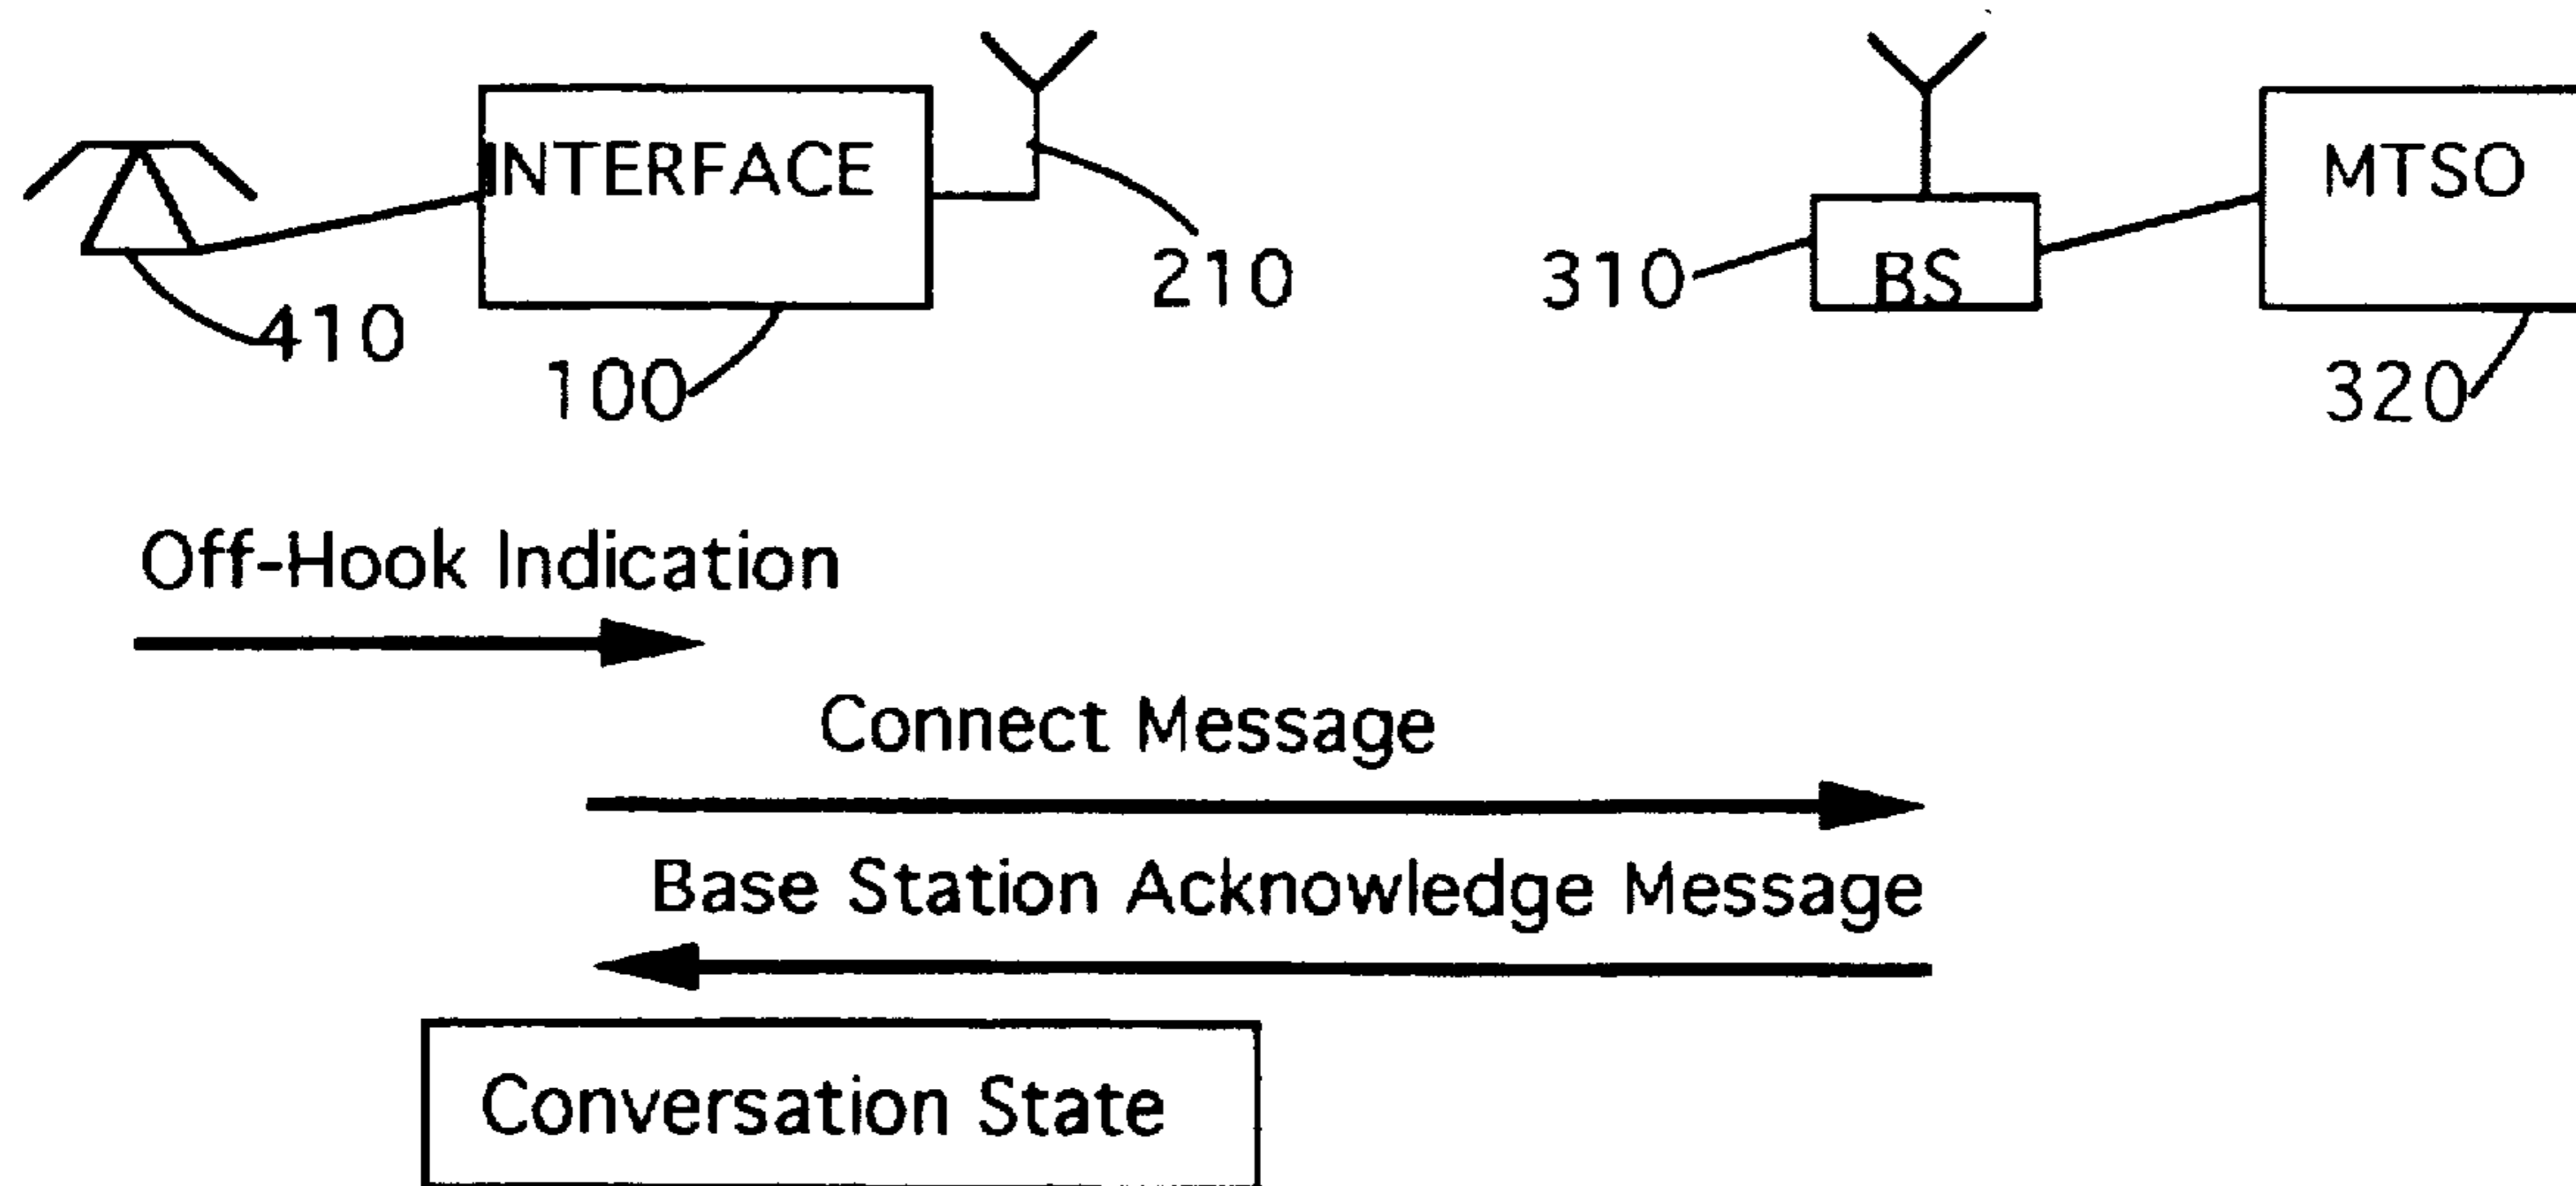 INTERFACE
MTSO
BS
210
310
410
100
320
Off-Hook Indication
Connect Message
Base Station Acknowledge Message
Conversation State